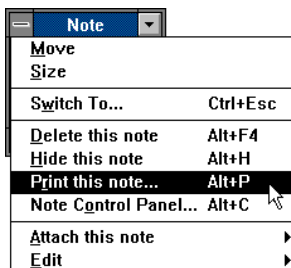 Note
Move
Size
Switch To... Ctrl+Esc
Delete this note Alt+F4
Hide this note Alt+H
Print this note... Alt+P
Note Control Panel... Alt+C
Attach this note
Edit